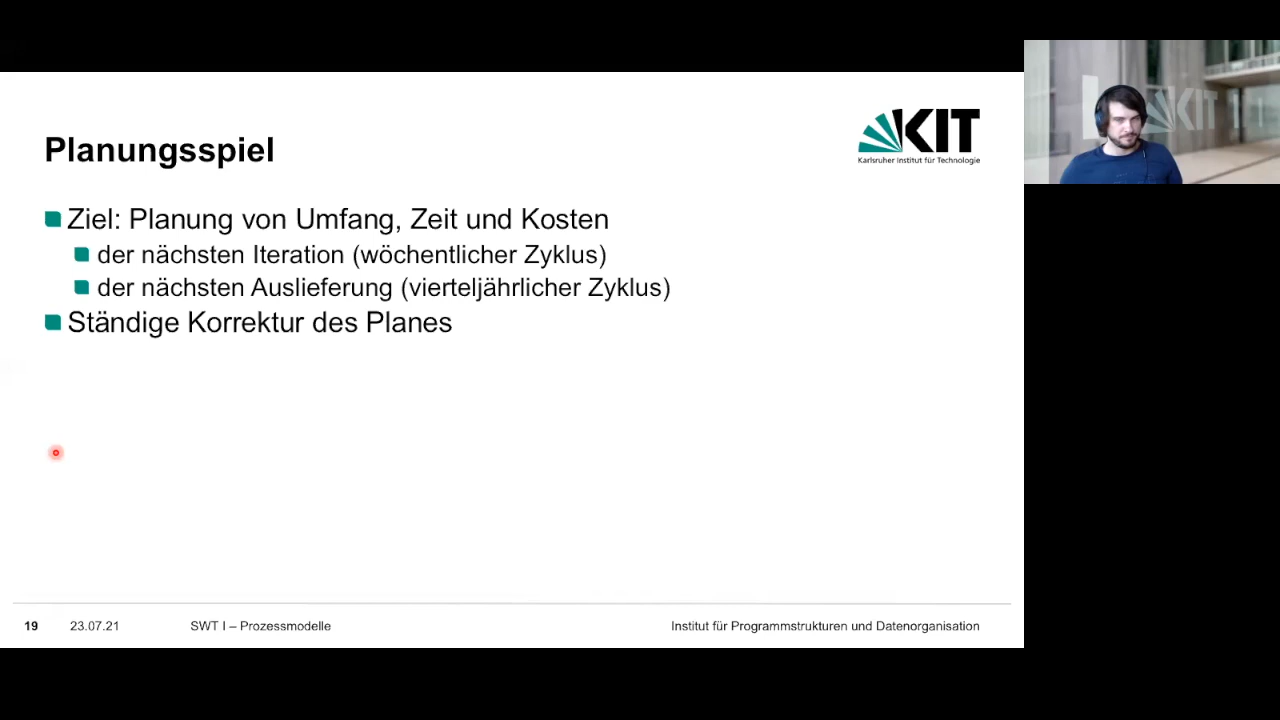 Planungsspiel
KIT
Karlsruher Institut für Technologie
Ziel: Planung von Umfang, Zeit und Kosten
der nächsten Iteration (wöchentlicher Zyklus)
der nächsten Auslieferung (vierteljährlicher Zyklus)
Ständige Korrektur des Planes
19 23.07.21 SWT I – Prozessmodelle Institut für Programmstrukturen und Datenorganisation
KIT